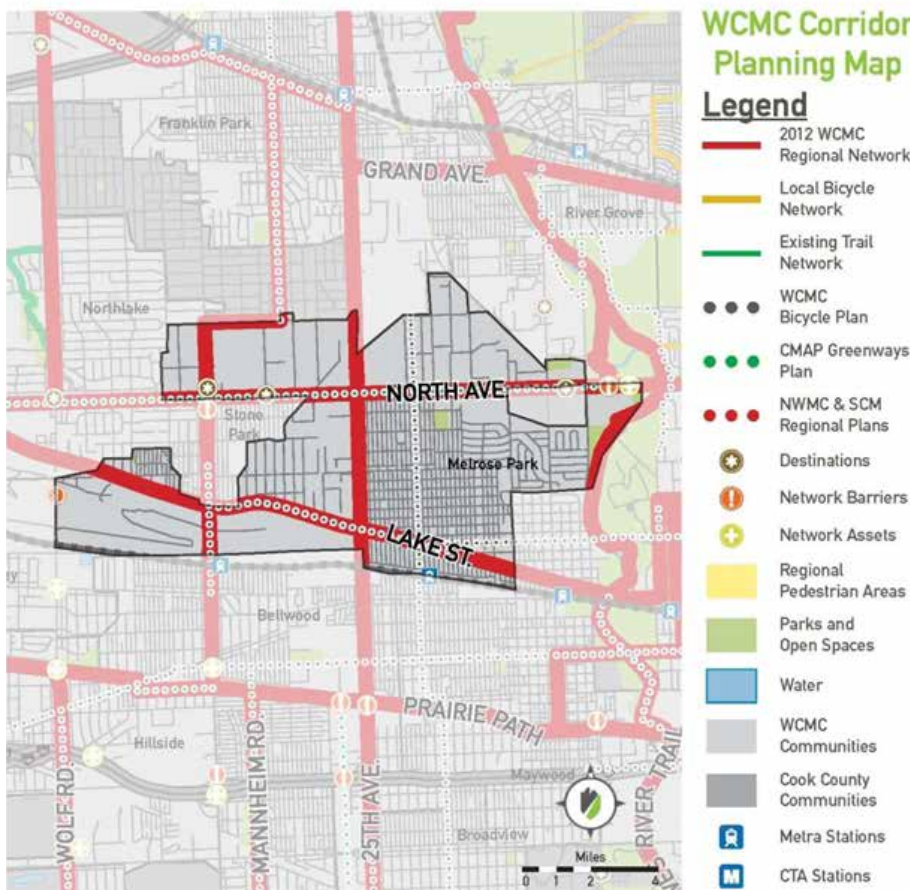 WCMC Corridor
Planning Map
Legend
2012 WCMC
Regional Network
Local Bicycle
Network
Existing Trail
Network
WCMC
Bicycle Plan
CMAP Greenways
Plan
NWMC & SCM
Regional Plans
Destinations
Network Barriers
Network Assets
Regional
Pedestrian Areas
Parks and
Open Spaces
Water
WCMC
Communities
Cook County
Communities
Metra Stations
M
CTA Stations
Franklin Park
GRAND AVE.
River Grove
Northlake
NORTH AVE.
Stone
Park
Melrose Park
LAKE ST.
Bellwood
PRAIRIE PATH
Hillside
Maywood
Broadview
WOLF RD.
MANNHEIM RD.
25TH AVE.
RIVER TRAIL
Miles
0 1 2 4